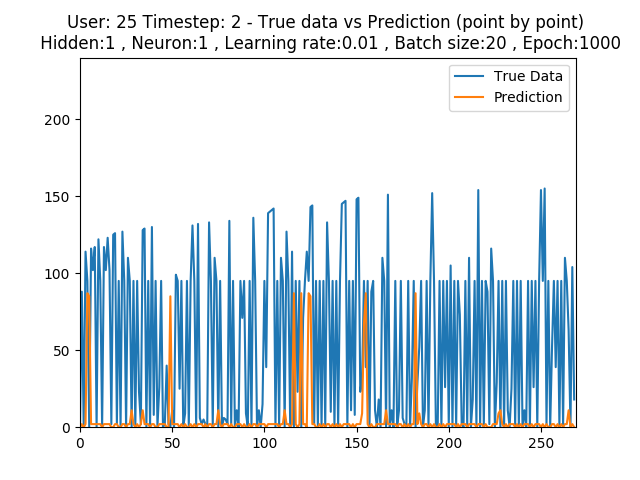 User: 25 Timestep: 2 - True data vs Prediction (point by point)
Hidden:1 , Neuron:1 , Learning rate:0.01 , Batch size:20 , Epoch:1000
True Data
Prediction
200
150
100
50
0
0 50 100 150 200 250